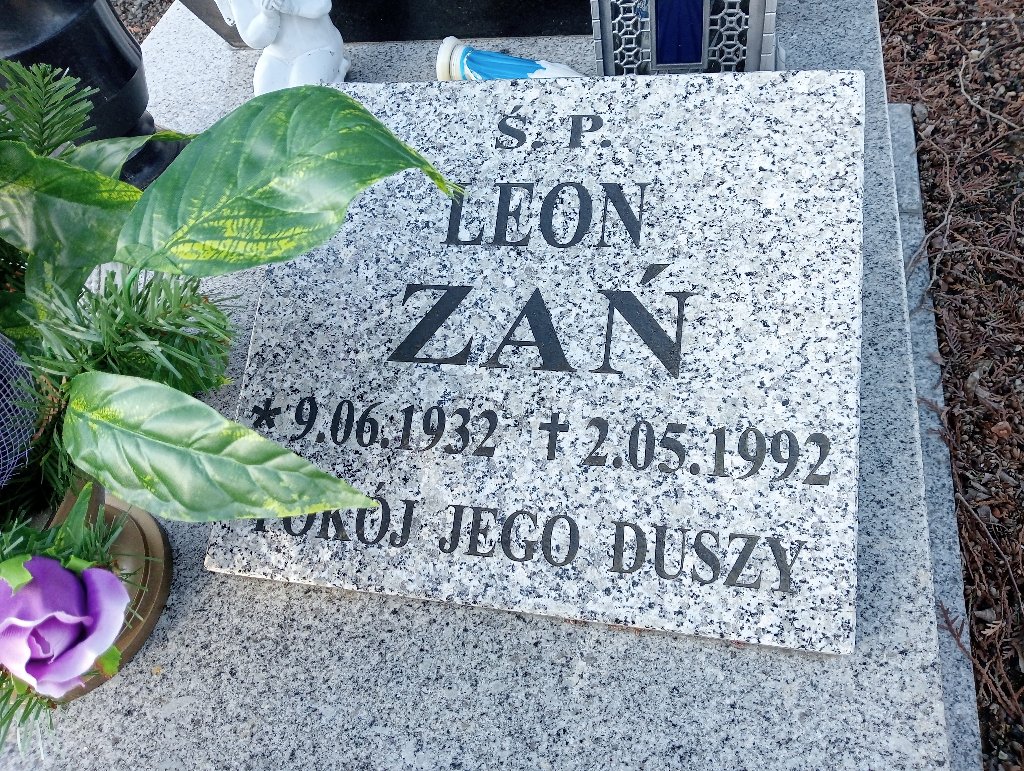 Ś. P.
LEON
ZAŃ
* 9.06.1932 ✝ 2.05.1992
POKÓJ JEGO DUSZY